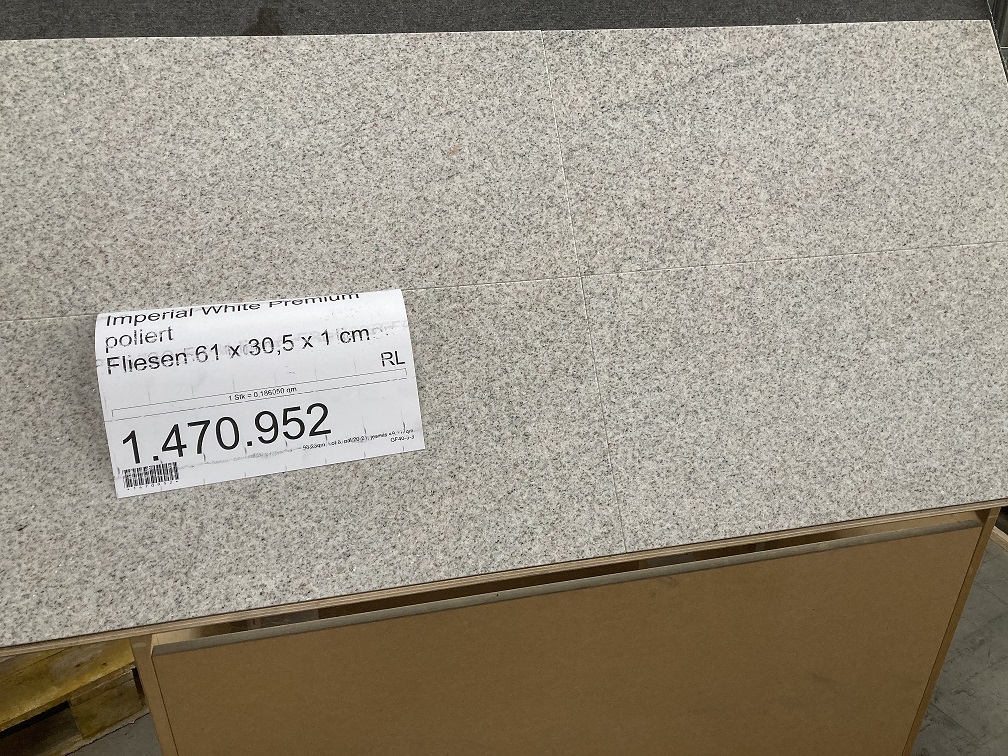 Imperial White Premium
poliert
Fliesen 61 x 30,5 x 1 cm
RL
1 Stk = 0,186050 qm
1.470.952